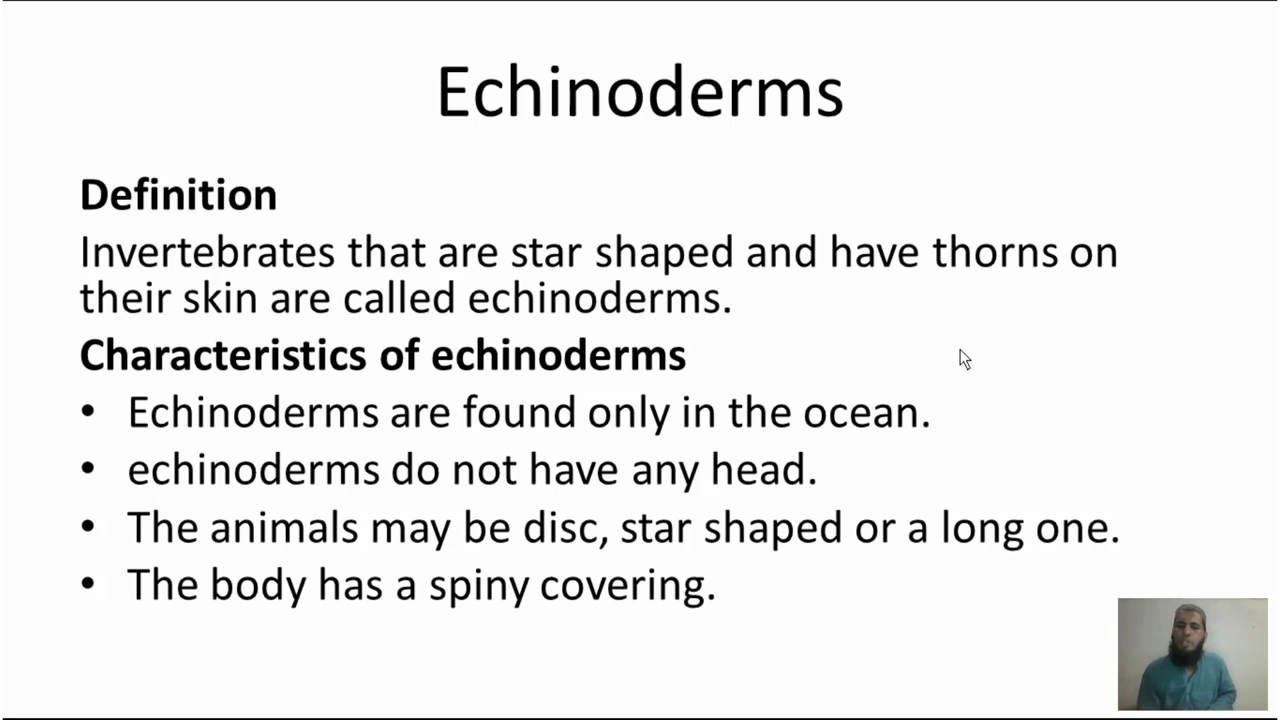 Echinoderms
Definition
Invertebrates that are star shaped and have thorns on
their skin are called echinoderms.
Characteristics of echinoderms
• Echinoderms are found only in the ocean.
• echinoderms do not have any head.
• The animals may be disc, star shaped or a long one.
• The body has a spiny covering.